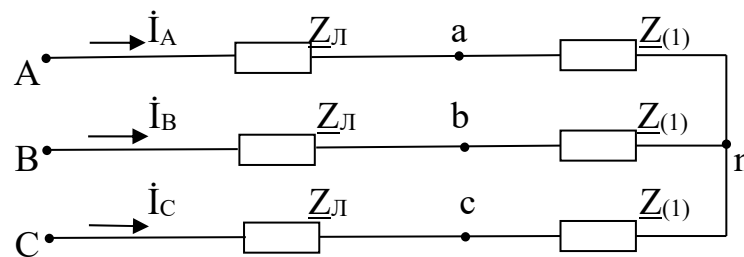 İA ZЛ a Z(1)
A
İB ZЛ b Z(1)
B n
İC ZЛ c Z(1)
C